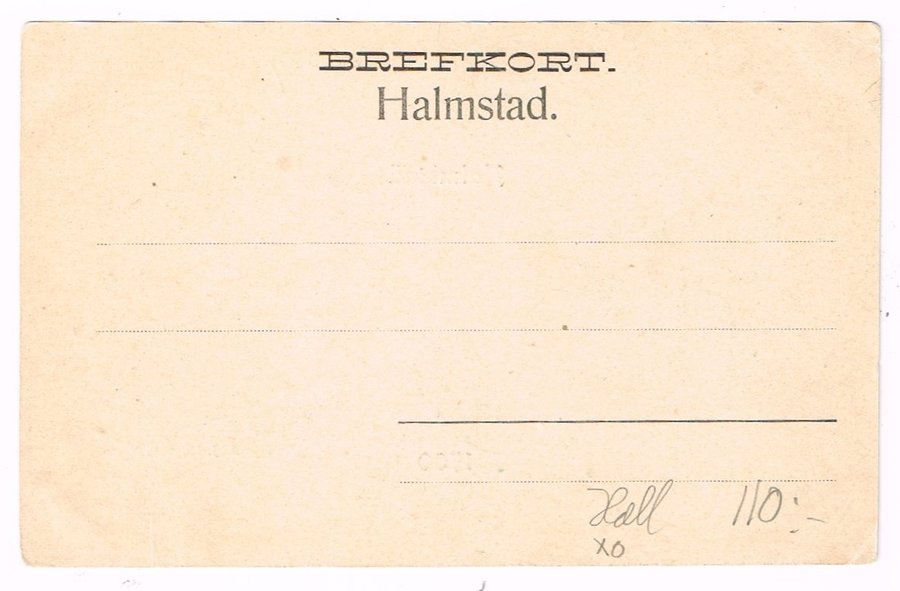 BREFKORT.
Halmstad.
Hall 110:-
XO